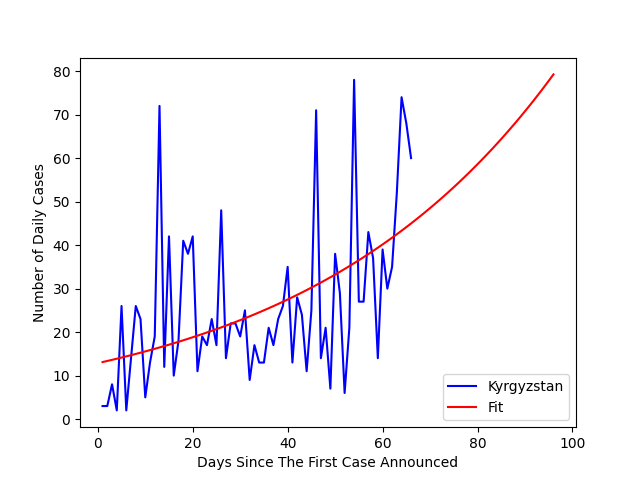 80
70
60
50
40
30
20
10
0
Number of Daily Cases
0 20 40 60 80 100
Days Since The First Case Announced
Kyrgyzstan
Fit